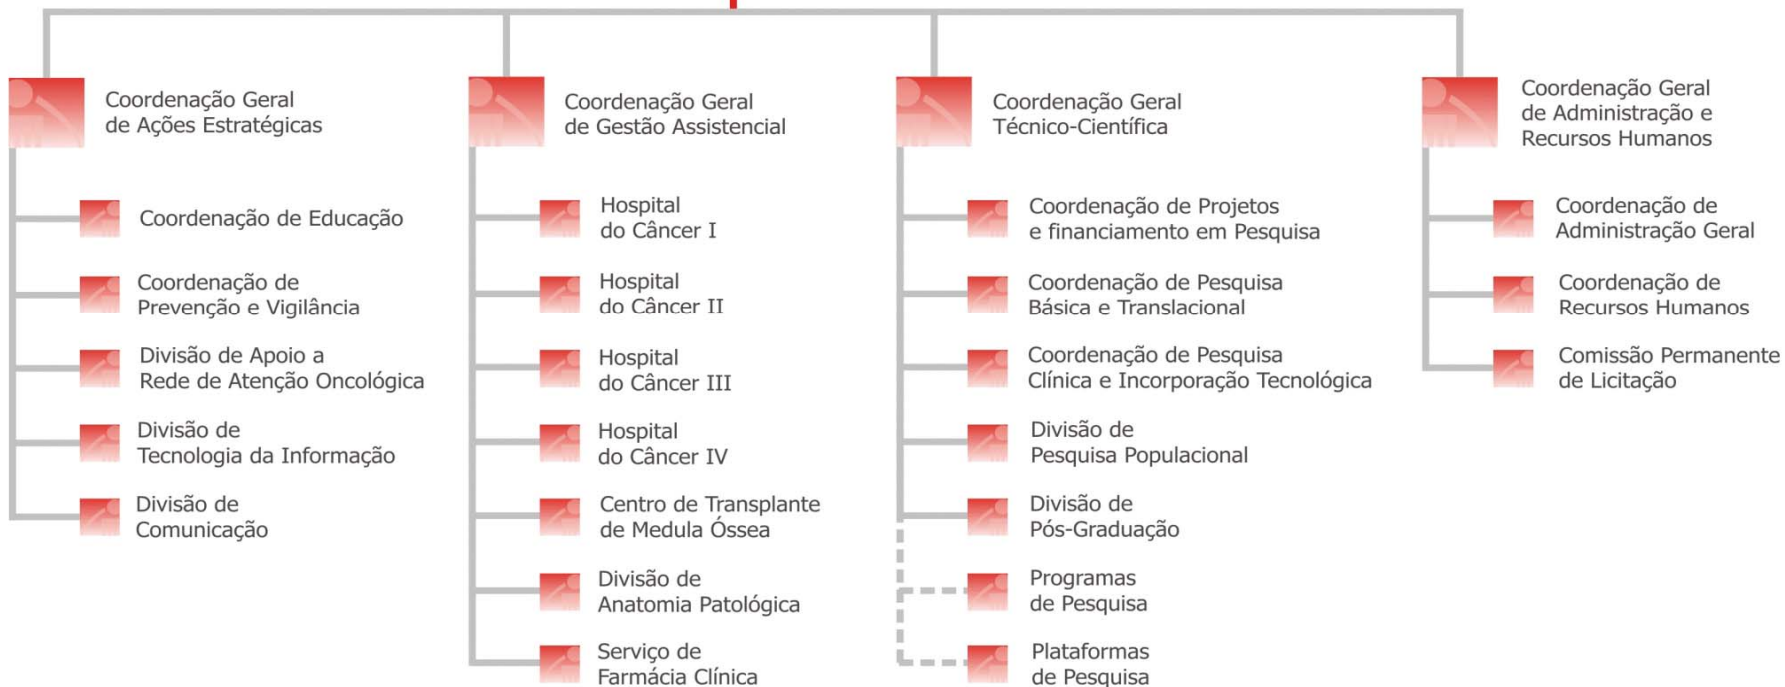 Coordenação Geral
de Ações Estratégicas
Coordenação de Educação
Coordenação de
Prevenção e Vigilância
Divisão de Apoio a
Rede de Atenção Oncológica
Divisão de
Tecnologia da Informação
Divisão de
Comunicação
Coordenação Geral
de Gestão Assistencial
Hospital
do Câncer I
Hospital
do Câncer II
Hospital
do Câncer III
Hospital
do Câncer IV
Centro de Transplante
de Medula Óssea
Divisão de
Anatomia Patológica
Serviço de
Farmácia Clínica
Coordenação Geral
Técnico-Científica
Coordenação de Projetos
e financiamento em Pesquisa
Coordenação de Pesquisa
Básica e Translacional
Coordenação de Pesquisa
Clínica e Incorporação Tecnológica
Divisão de
Pesquisa Populacional
Divisão de
Pós-Graduação
Programas
de Pesquisa
Plataformas
de Pesquisa
Coordenação Geral
de Administração e
Recursos Humanos
Coordenação de
Administração Geral
Coordenação de
Recursos Humanos
Comissão Permanente
de Licitação